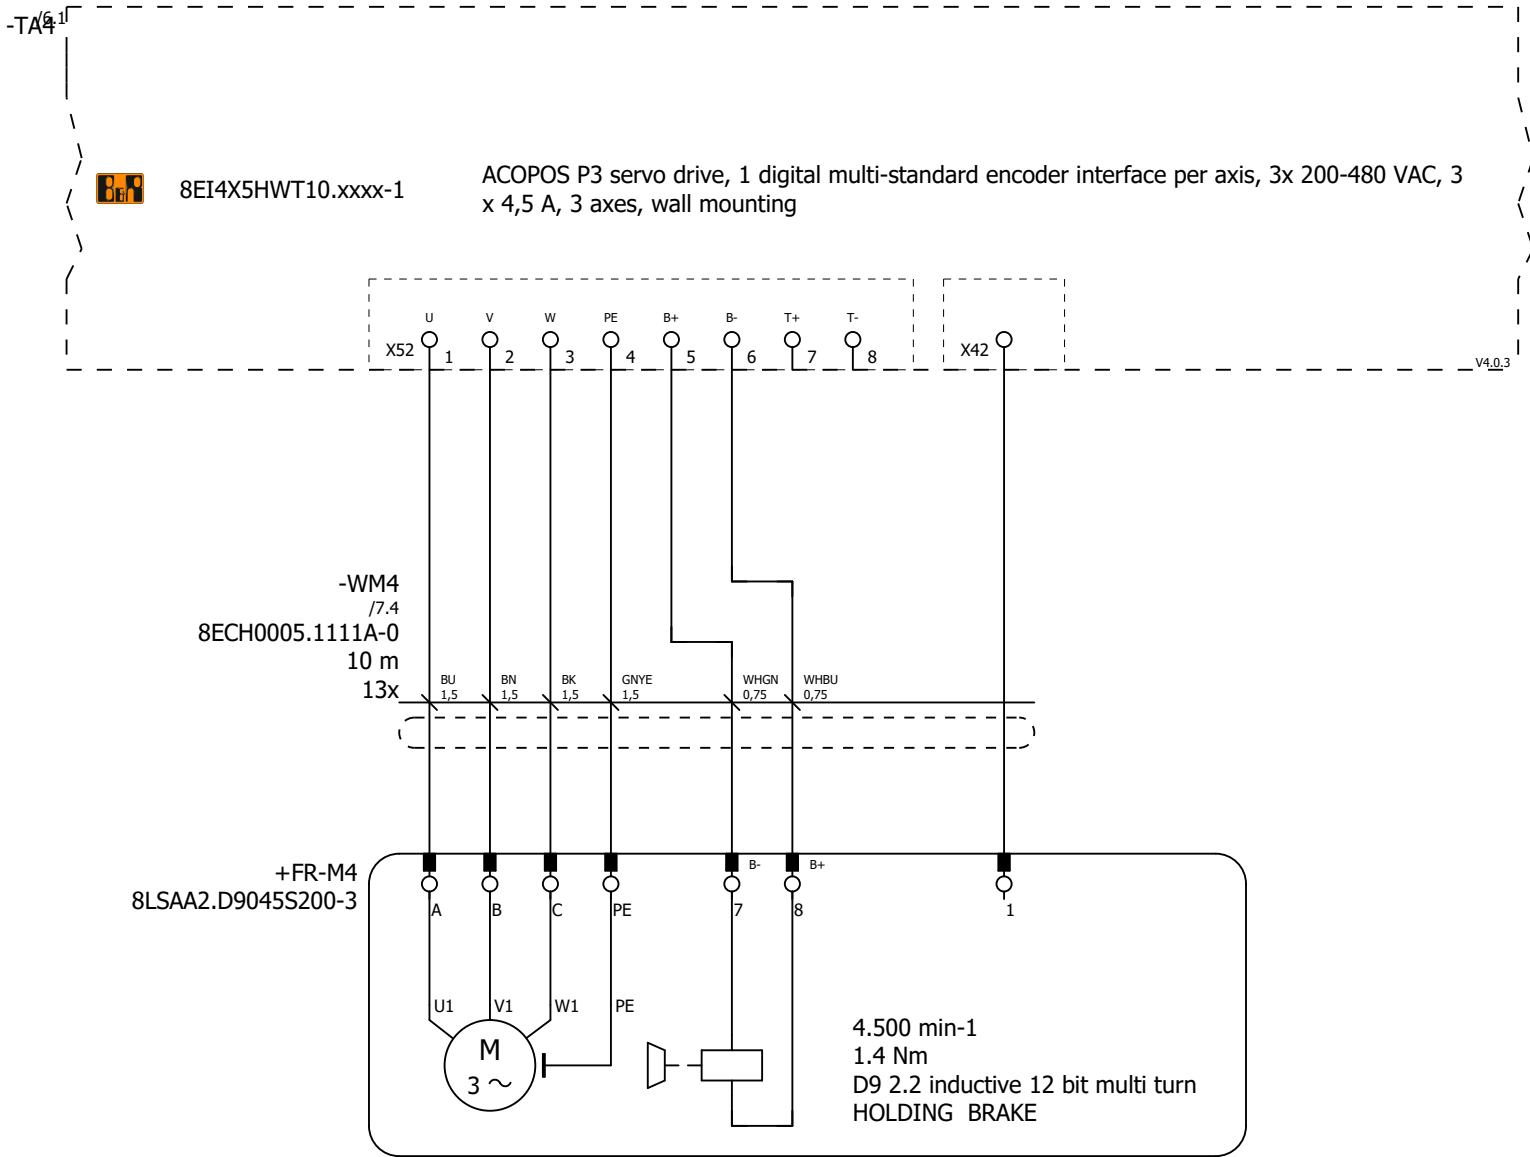 /6.1
-TA4
B&R
8EI4X5HWT10.xxxx-1
ACOPOS P3 servo drive, 1 digital multi-standard encoder interface per axis, 3x 200-480 VAC, 3
x 4,5 A, 3 axes, wall mounting
U V W PE B+ B- T+ T-
X52 1 2 3 4 5 6 7 8 X42
V4.0.3
-WM4
/7.4
8ECH0005.1111A-0
10 m
13x
BU BN BK GNYE WHGN WHBU
1,5 1,5 1,5 1,5 0,75 0,75
+FR-M4
8LSAA2.D9045S200-3
B- B+
A B C PE 7 8 1
U1 V1 W1 PE
M
3 ~
4.500 min-1
1.4 Nm
D9 2.2 inductive 12 bit multi turn
HOLDING BRAKE